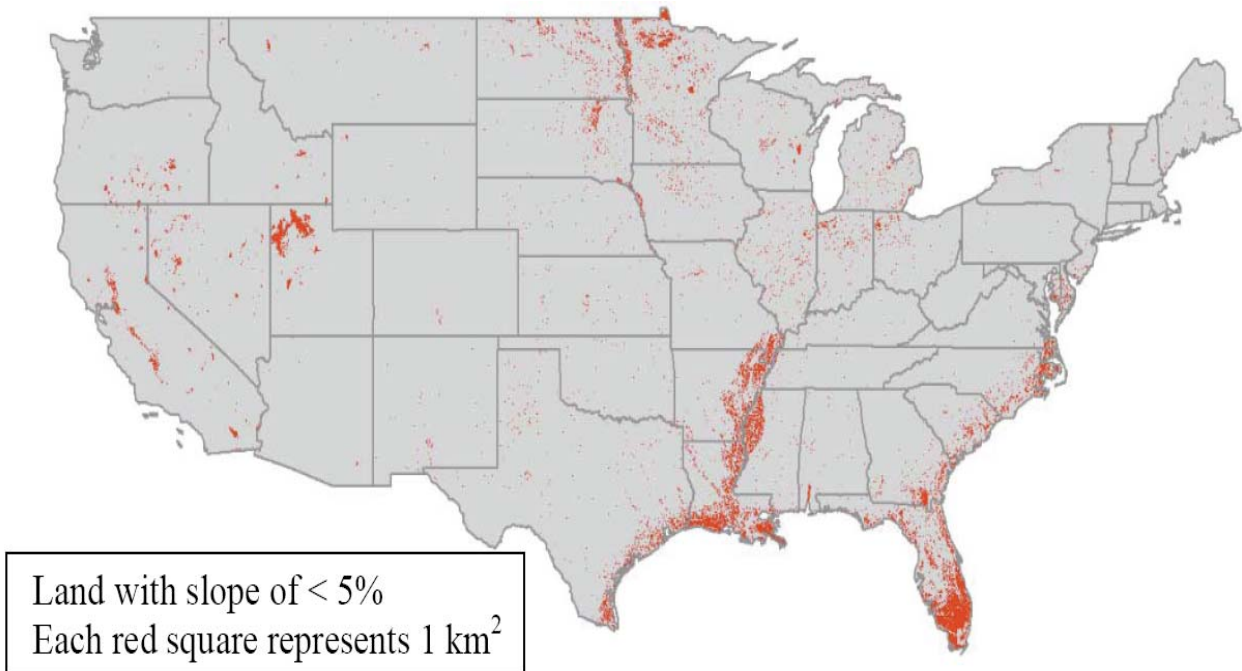 Land with slope of < 5%
Each red square represents 1 km²